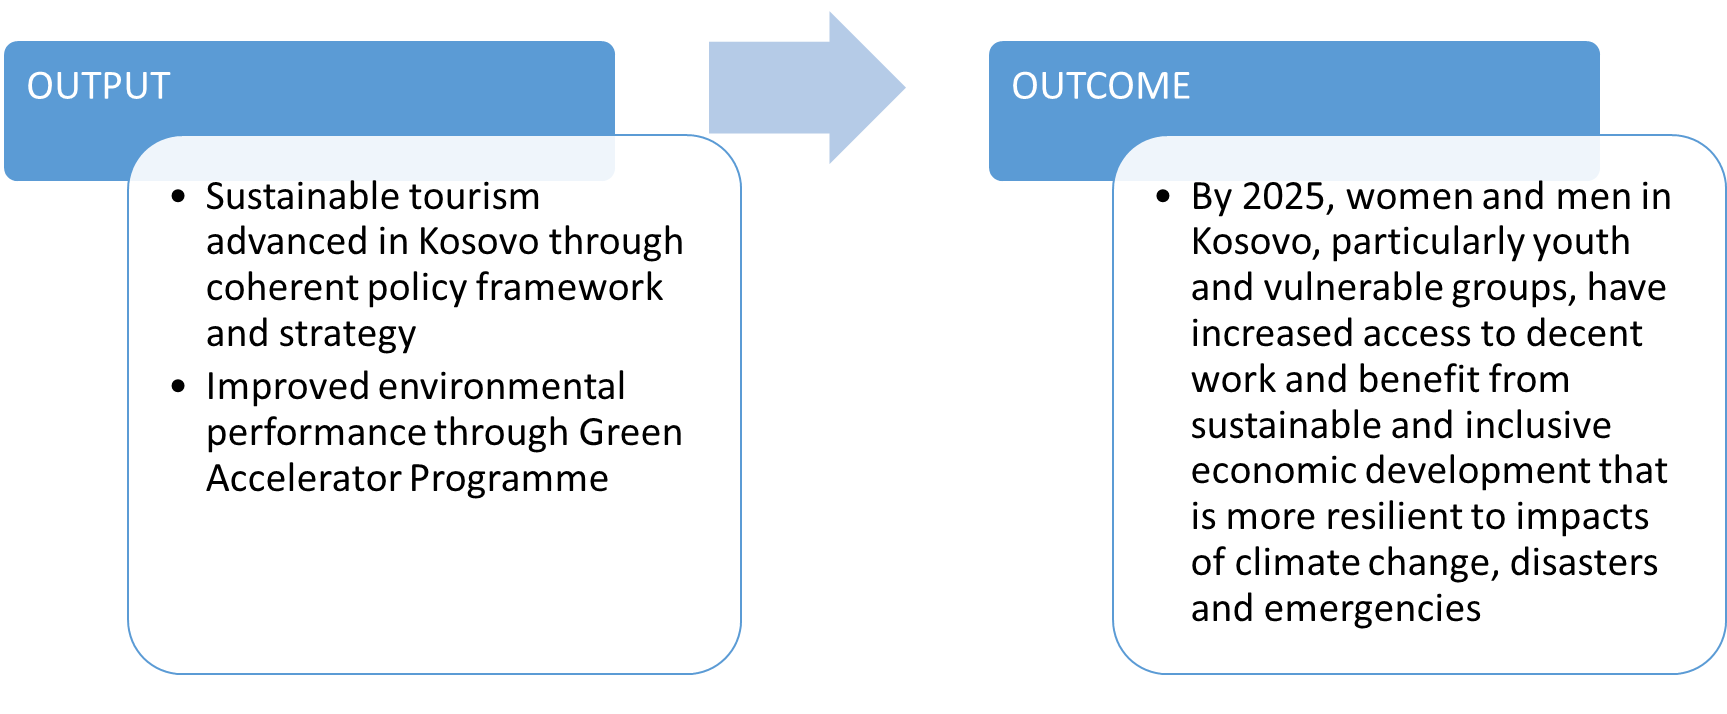 OUTPUT
• Sustainable tourism
advanced in Kosovo through
coherent policy framework
and strategy
• Improved environmental
performance through Green
Accelerator Programme
OUTCOME
• By 2025, women and men in
Kosovo, particularly youth
and vulnerable groups, have
increased access to decent
work and benefit from
sustainable and inclusive
economic development that
is more resilient to impacts
of climate change, disasters
and emergencies